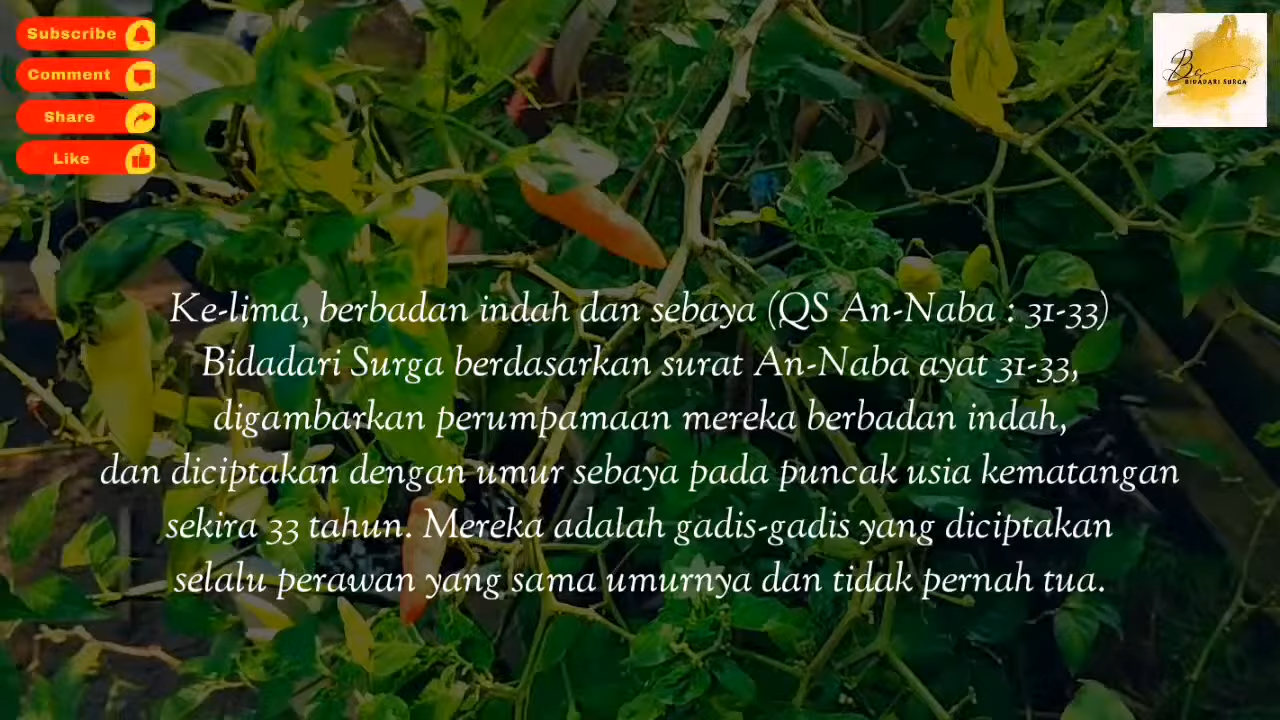 Subscribe
Comment
Share
Like
Bs
BIDADARI SURGA
Ke-lima, berbadan indah dan sebaya (QS An-Naba : 31-33)
Bidadari Surga berdasarkan surat An-Naba ayat 31-33,
digambarkan perumpamaan mereka berbadan indah,
dan diciptakan dengan umur sebaya pada puncak usia kematangan
sekira 33 tahun. Mereka adalah gadis-gadis yang diciptakan
selalu perawan yang sama umurnya dan tidak pernah tua.